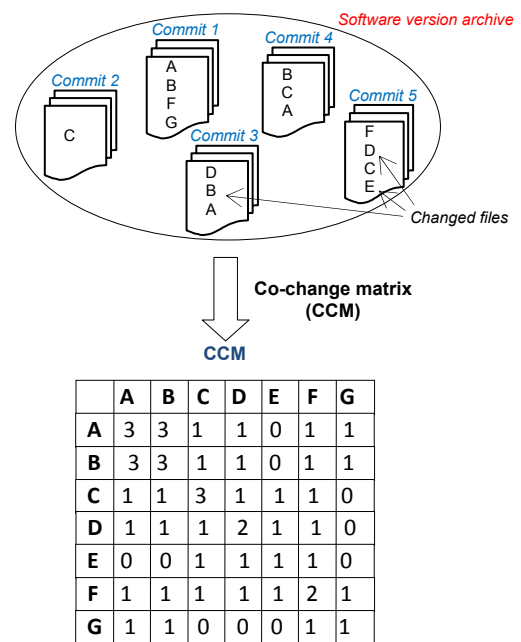 Software version archive
Commit 1
Commit 4
Commit 2
Commit 5
A
B
F
G
B
C
A
C
Commit 3
F
D
C
E
D
B
A
Changed files
Co-change matrix
(CCM)
CCM
A B C D E F G
A 3 3 1 1 0 1 1
B 3 3 1 1 0 1 1
C 1 1 3 1 1 1 0
D 1 1 1 2 1 1 0
E 0 0 1 1 1 1 0
F 1 1 1 1 1 2 1
G 1 1 0 0 0 1 1